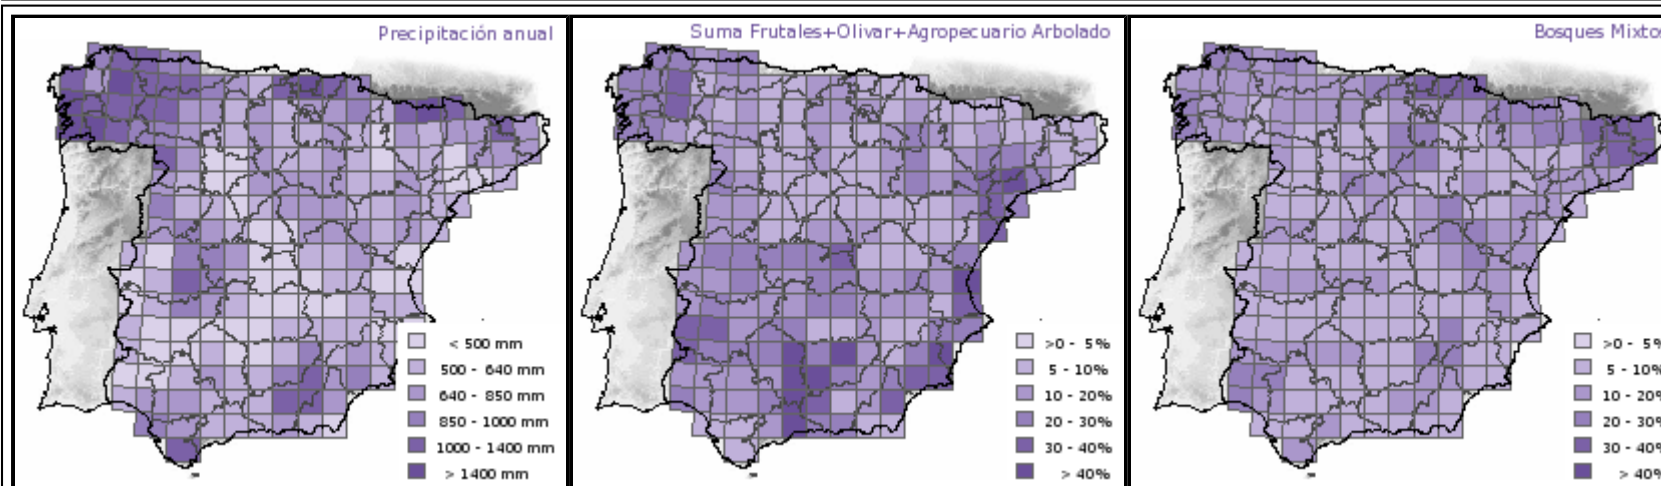 Precipitación anual
< 500 mm
500 - 640 mm
640 - 850 mm
850 - 1000 mm
1000 - 1400 mm
> 1400 mm
Suma Frutales+Olivar+Agropecuario Arbolado
>0 - 5%
5 - 10%
10 - 20%
20 - 30%
30 - 40%
> 40%
Bosques Mixtos
>0 - 5%
5 - 10%
10 - 20%
20 - 30%
30 - 40%
> 40%